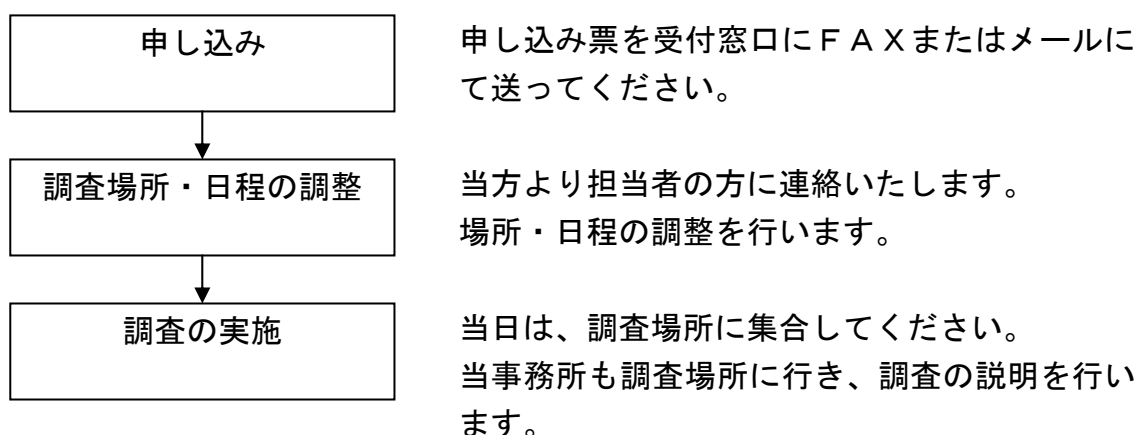 申し込み
申し込み票を受付窓口にＦＡＸまたはメールに
て送ってください。
調査場所・日程の調整
当方より担当者の方に連絡いたします。
場所・日程の調整を行います。
調査の実施
当日は、調査場所に集合してください。
当事務所も調査場所に行き、調査の説明を行い
ます。